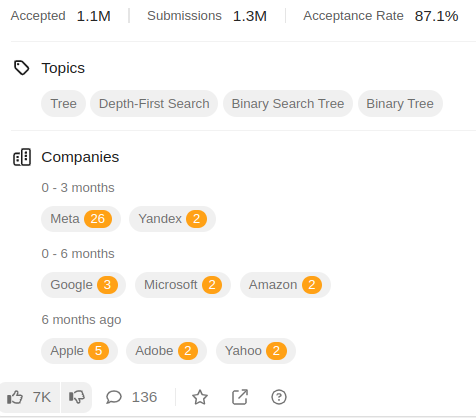 Accepted 1.1M Submissions 1.3M Acceptance Rate 87.1%
Topics
Tree Depth-First Search Binary Search Tree Binary Tree
Companies
0 - 3 months
Meta 26 Yandex 2
0 - 6 months
Google 3 Microsoft 2 Amazon 2
6 months ago
Apple 5 Adobe 2 Yahoo 2
7K 136